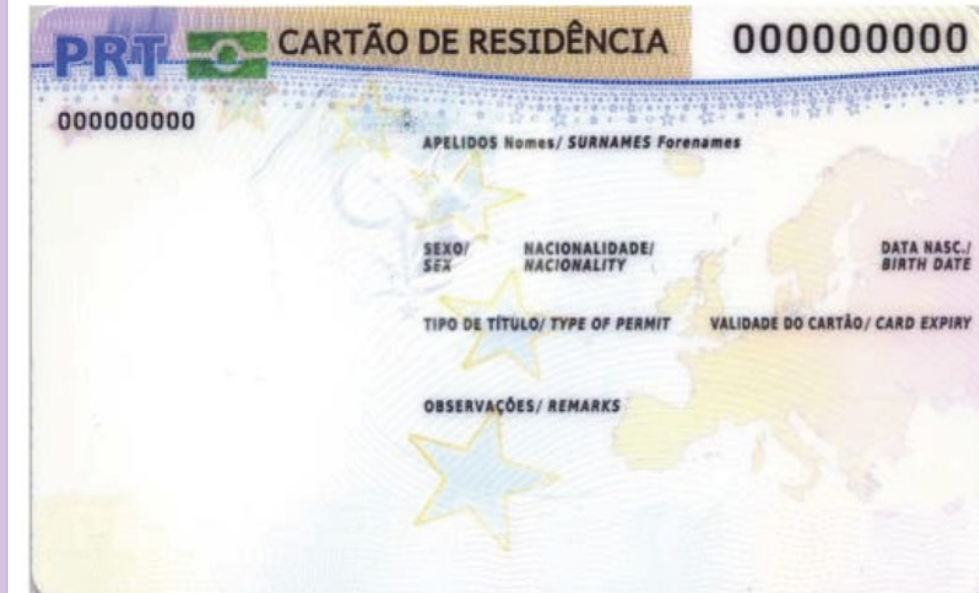 PRT CARTÃO DE RESIDÊNCIA 000000000
000000000
APELIDOS Nomes/ SURNAMES Forenames
SEXO/ NACIONALIDADE/ DATA NASC./
SEX NACIONALITY BIRTH DATE
TIPO DE TÍTULO/ TYPE OF PERMIT VALIDADE DO CARTÃO/ CARD EXPIRY
OBSERVAÇÕES/ REMARKS